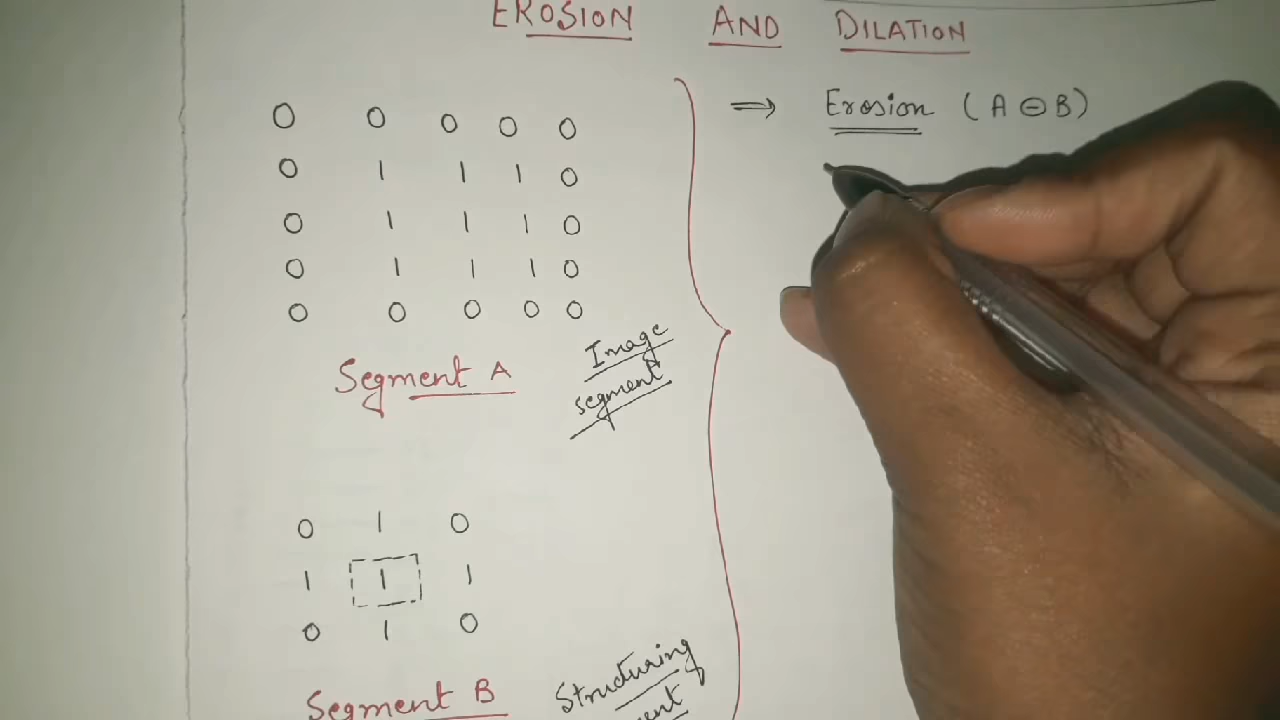 EROSION AND DILATION
0 0 0 0 0
0 1 1 1 0
0 1 1 1 0
0 1 1 1 0
0 0 0 0 0
Segment A
Image
segment
0 1 0
1 1 1
0 1 0
Segment B
Structuring
⇒ Erosion (A ⊖ B)